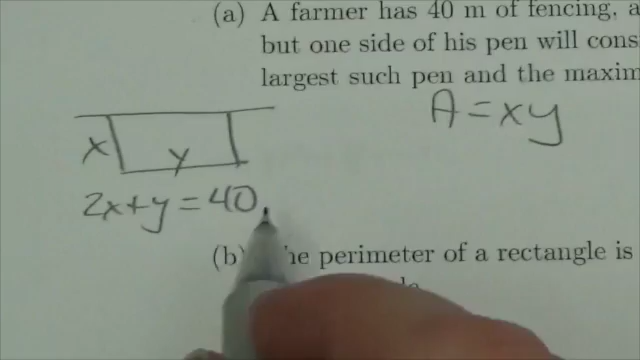 (a) A farmer has 40 m of fencing, a
but one side of his pen will cons
largest such pen and the maxim
A = xy
x
y
2x+y=40
(b) he perimeter of a rectangle is